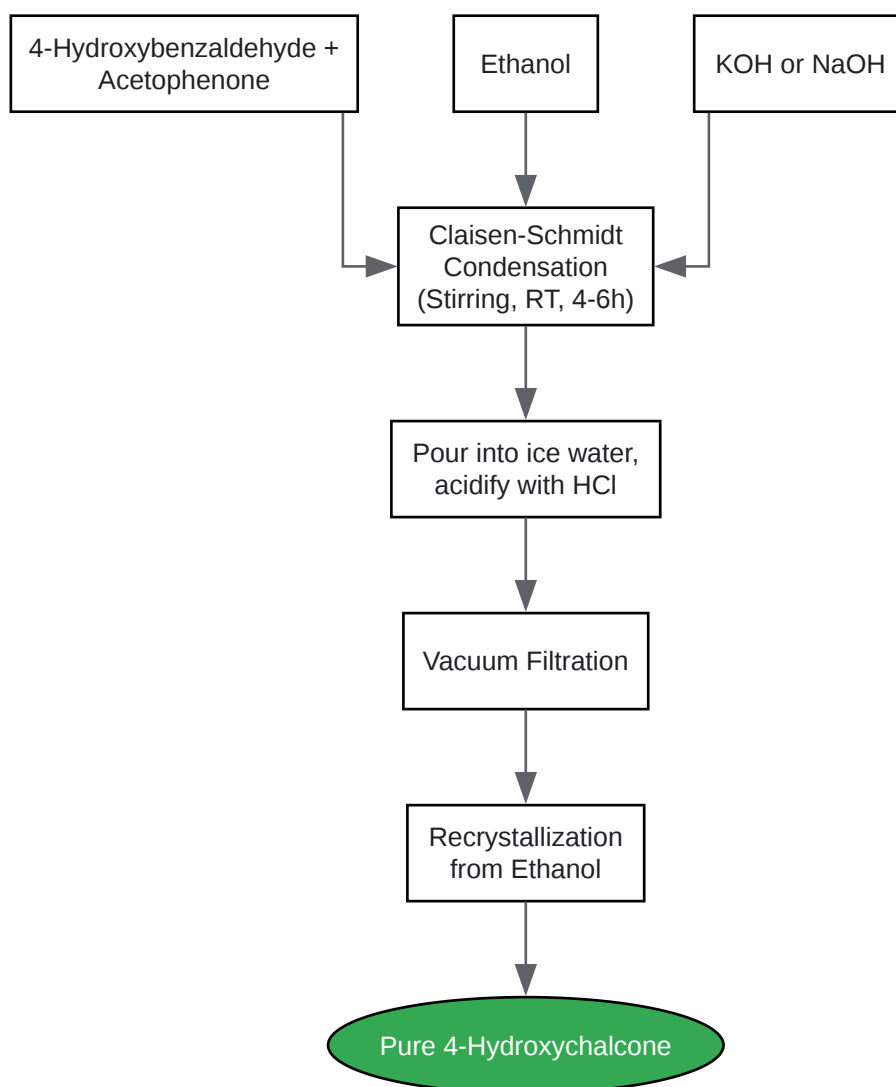 4-Hydroxybenzaldehyde +
Acetophenone
Ethanol
KOH or NaOH
Claisen-Schmidt
Condensation
(Stirring, RT, 4-6h)
Pour into ice water,
acidify with HCl
Vacuum Filtration
Recrystallization
from Ethanol
Pure 4-Hydroxychalcone